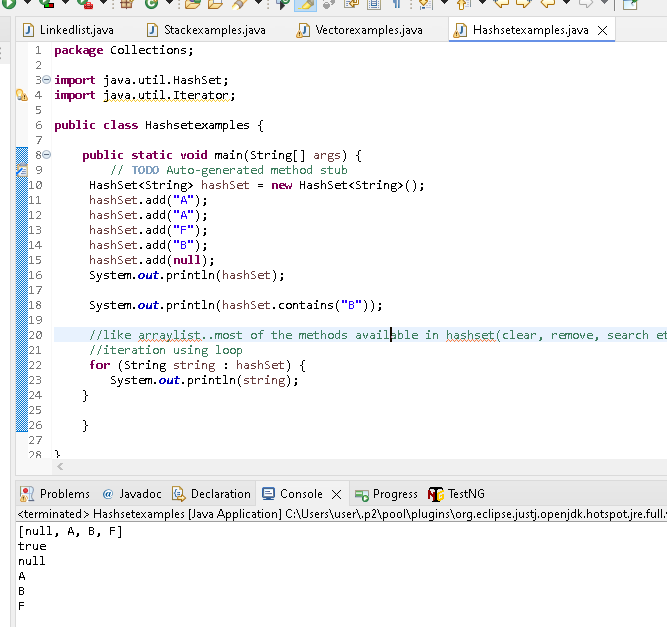 Linkedlist.java Stackexamples.java Vectorexamples.java Hashsetexamples.java
1 package Collections;
2
3 import java.util.HashSet;
4 import java.util.Iterator;
5
6 public class Hashsetexamples {
7
8 public static void main(String[] args) {
9 // TODO Auto-generated method stub
10 HashSet<String> hashSet = new HashSet<String>();
11 hashSet.add("A");
12 hashSet.add("A");
13 hashSet.add("F");
14 hashSet.add("B");
15 hashSet.add(null);
16 System.out.println(hashSet);
17
18 System.out.println(hashSet.contains("B"));
19
20 //like arraylist..most of the methods available in hashset(clear, remove, search et
21 //iteration using loop
22 for (String string : hashSet) {
23 System.out.println(string);
24 }
25
26 }
27
28 }
Problems @ Javadoc Declaration Console Progress TestNG
<terminated> Hashsetexamples [Java Application] C:\Users\user\.p2\pool\plugins\org.eclipse.justj.openjdk.hotspot.jre.full.
[null, A, B, F]
true
null
A
B
F